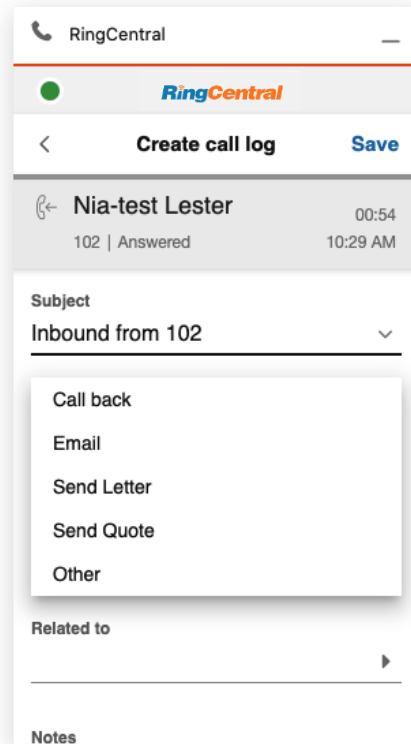 RingCentral
RingCentral
Create call log Save
Nia-test Lester 00:54
102 | Answered 10:29 AM
Subject
Inbound from 102
Call back
Email
Send Letter
Send Quote
Other
Related to
Notes